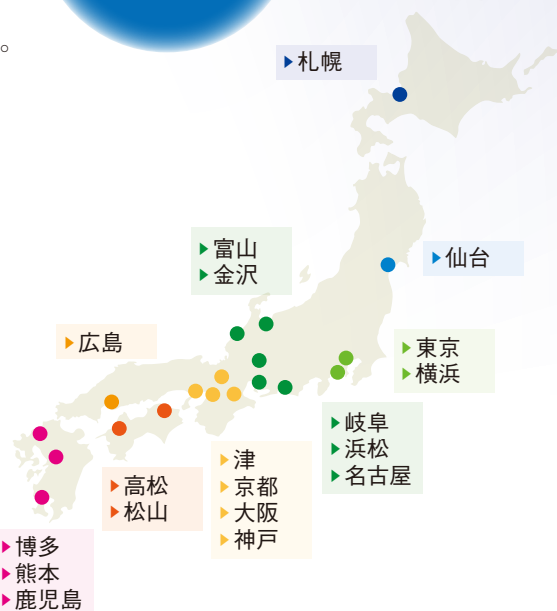 。
▶札幌
▶富山
▶金沢
▶仙台
▶広島
▶東京
▶横浜
▶岐阜
▶浜松
▶名古屋
▶津
▶京都
▶大阪
▶神戸
▶高松
▶松山
▶博多
▶熊本
▶鹿児島